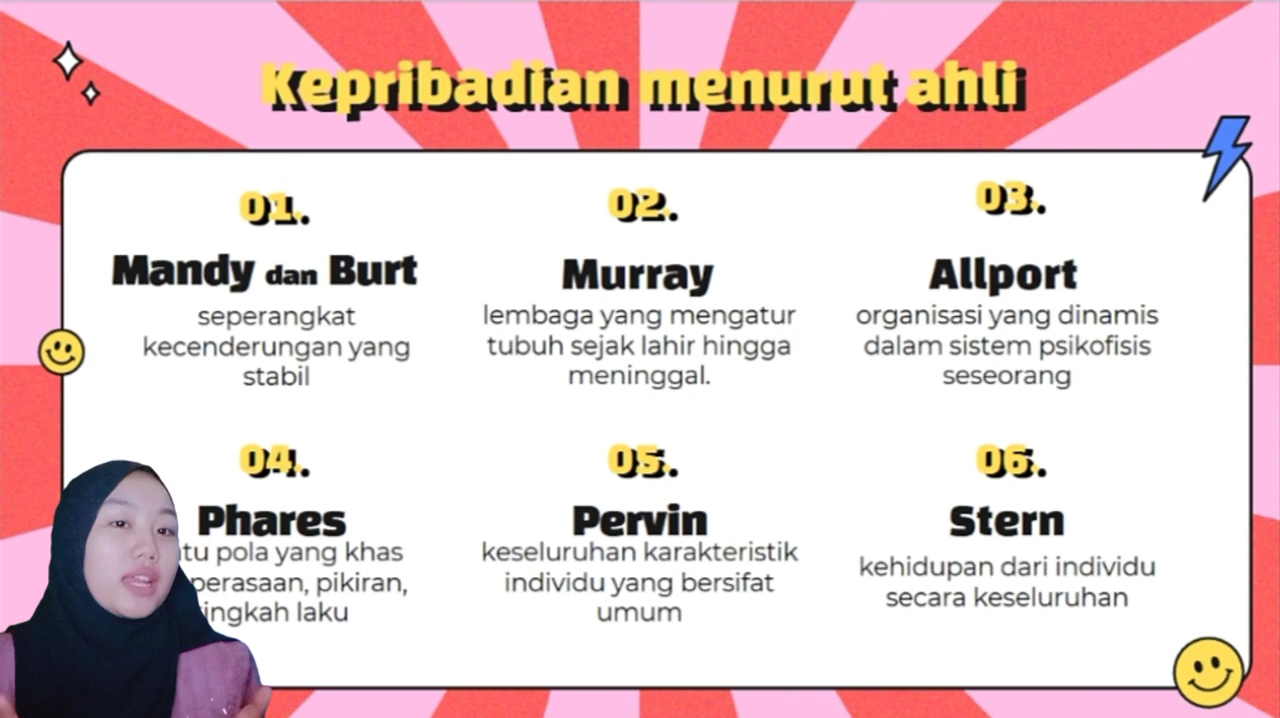 Kepribadian menurut ahli
01.
Mandy dan Burt
seperangkat
kecenderungan yang
stabil
02.
Murray
lembaga yang mengatur
tubuh sejak lahir hingga
meninggal.
03.
Allport
organisasi yang dinamis
dalam sistem psikofisis
seseorang
04.
Phares
pola yang khas
perasaan, pikiran,
laku
05.
Pervin
keseluruhan karakteristik
individu yang bersifat
umum
06.
Stern
kehidupan dari individu
secara keseluruhan